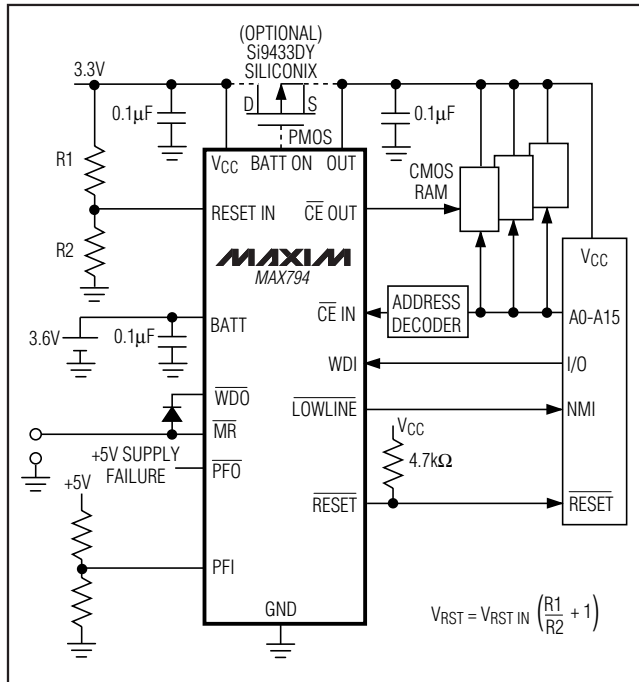 (OPTIONAL)
Si9433DY
SILICONIX
3.3V
D
S
0.1µF
0.1µF
PMOS
R1
VCC
BATT ON
OUT
CMOS
RAM
RESET IN
CE OUT
R2
MAXIM
MAX794
VCC
BATT
CE IN
ADDRESS
DECODER
A0-A15
3.6V
0.1µF
WDI
I/O
WDO
LOWLINE
NMI
MR
VCC
+5V SUPPLY
FAILURE
PFO
4.7kΩ
+5V
RESET
RESET
PFI
GND
VRST = VRST IN (R1/R2 + 1)